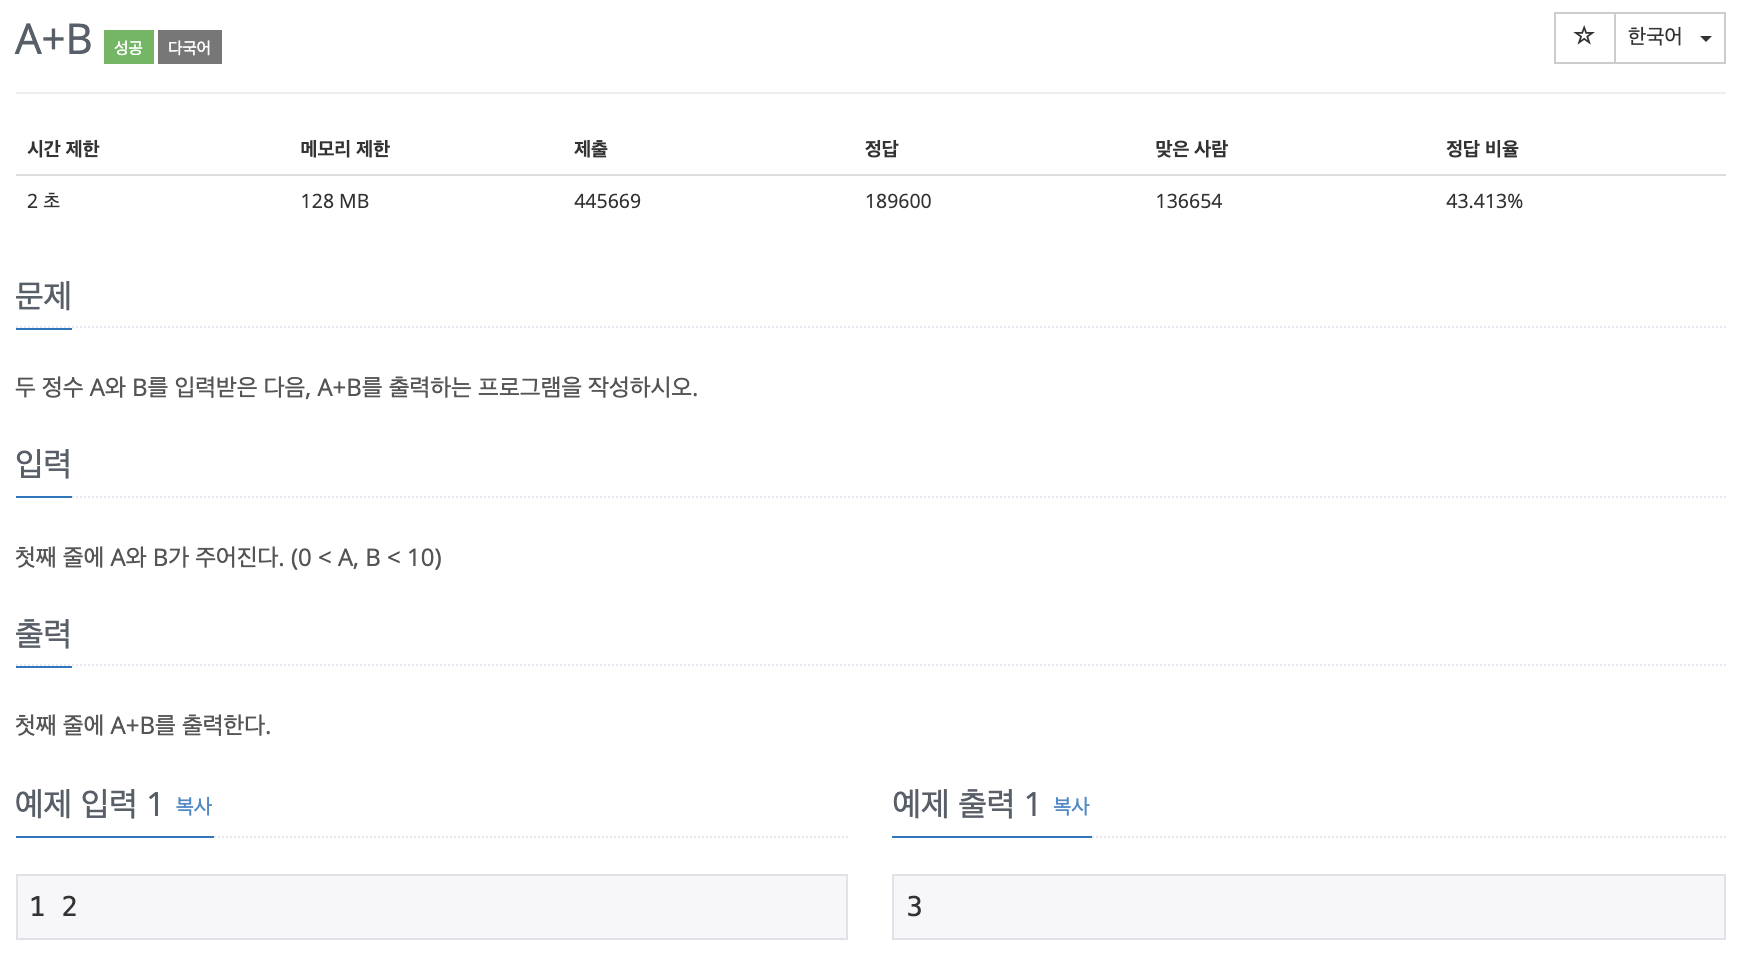 A+B 성공 다국어 ☆ 한국어
시간 제한 메모리 제한 제출 정답 맞은 사람 정답 비율
2 초 128 MB 445669 189600 136654 43.413%
문제
두 정수 A와 B를 입력받은 다음, A+B를 출력하는 프로그램을 작성하시오.
입력
첫째 줄에 A와 B가 주어진다. (0 < A, B < 10)
출력
첫째 줄에 A+B를 출력한다.
예제 입력 1 복사
1 2
예제 출력 1 복사
3